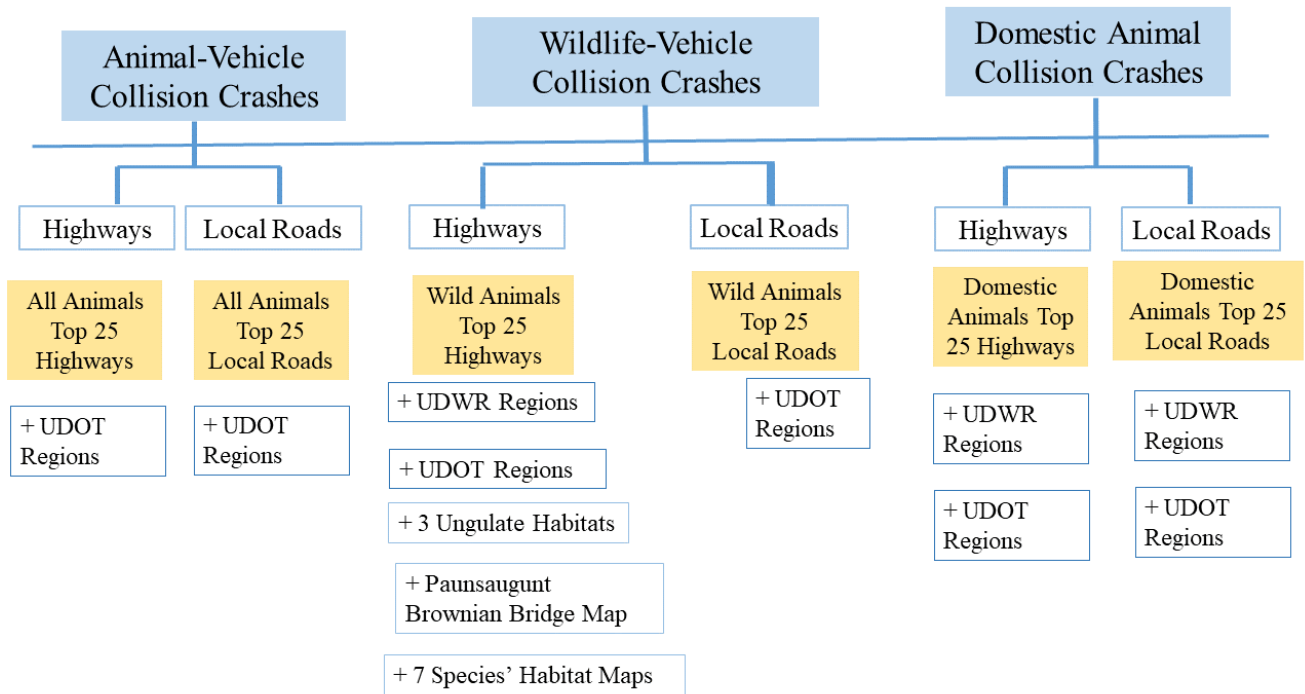 Animal-Vehicle
Collision Crashes
Wildlife-Vehicle
Collision Crashes
Domestic Animal
Collision Crashes
Highways
Local Roads
Highways
Local Roads
Highways
Local Roads
All Animals
Top 25
Highways
All Animals
Top 25
Local Roads
Wild Animals
Top 25
Highways
Wild Animals
Top 25
Local Roads
Domestic
Animals Top
25 Highways
Domestic
Animals Top 25
Local Roads
+ UDOT
Regions
+ UDOT
Regions
+ UDWR Regions
+ UDOT Regions
+ 3 Ungulate Habitats
+ Paunsaugunt
Brownian Bridge Map
+ 7 Species’ Habitat Maps
+ UDOT
Regions
+ UDWR
Regions
+ UDOT
Regions
+ UDWR
Regions
+ UDOT
Regions